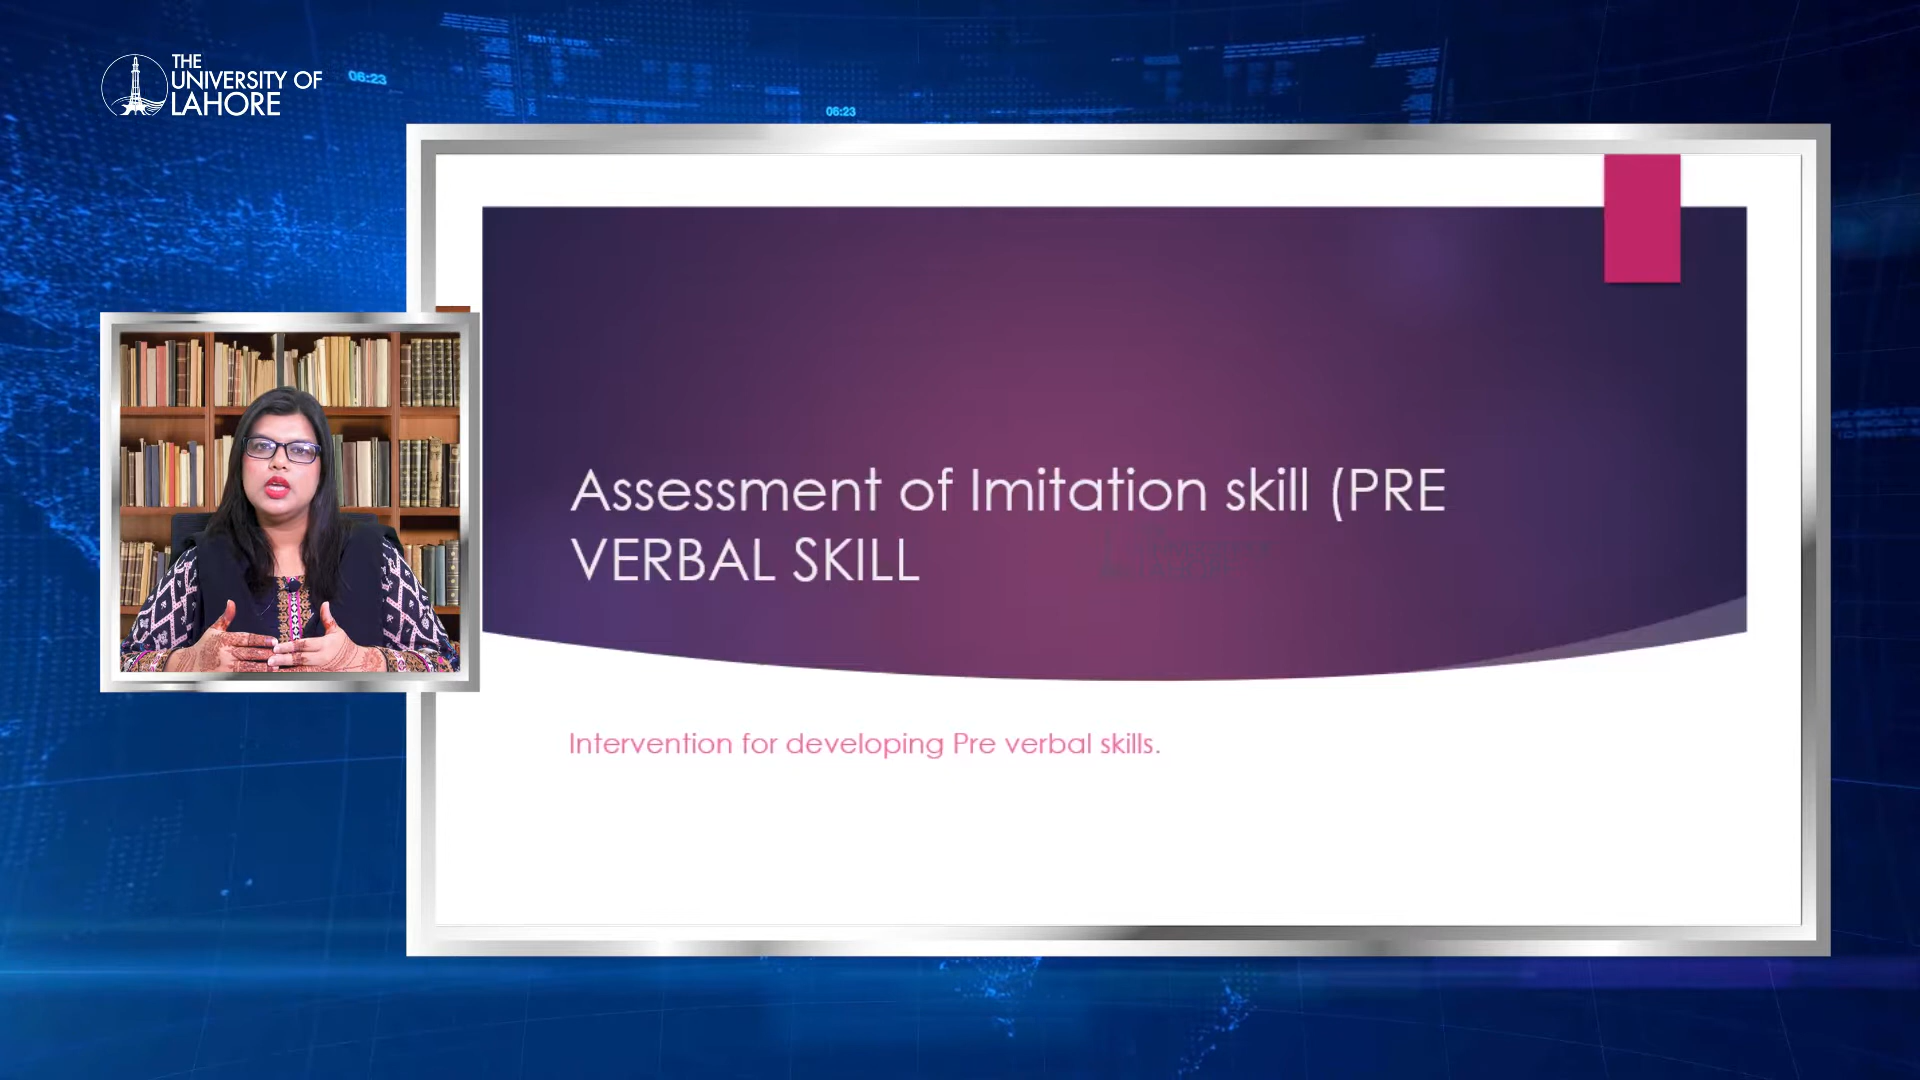 THE
UNIVERSITY OF
LAHORE
06:23
06:23
Assessment of Imitation skill (PRE
VERBAL SKILL
Intervention for developing Pre verbal skills.